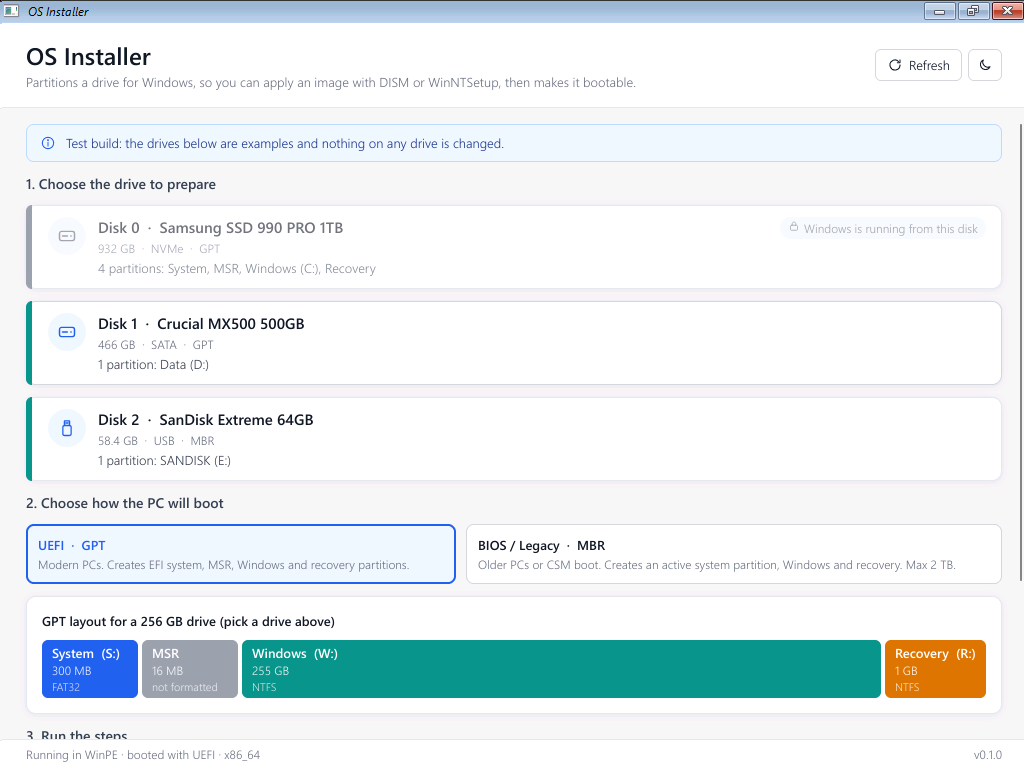 OS Installer
OS Installer
Partitions a drive for Windows, so you can apply an image with DISM or WinNTSetup, then makes it bootable.
Refresh
Test build: the drives below are examples and nothing on any drive is changed.
1. Choose the drive to prepare
Disk 0 · Samsung SSD 990 PRO 1TB
Windows is running from this disk
932 GB · NVMe · GPT
4 partitions: System, MSR, Windows (C:), Recovery
Disk 1 · Crucial MX500 500GB
466 GB · SATA · GPT
1 partition: Data (D:)
Disk 2 · SanDisk Extreme 64GB
58.4 GB · USB · MBR
1 partition: SANDISK (E:)
2. Choose how the PC will boot
UEFI · GPT
Modern PCs. Creates EFI system, MSR, Windows and recovery partitions.
BIOS / Legacy · MBR
Older PCs or CSM boot. Creates an active system partition, Windows and recovery. Max 2 TB.
GPT layout for a 256 GB drive (pick a drive above)
System (S:)
300 MB
FAT32
MSR
16 MB
not formatted
Windows (W:)
255 GB
NTFS
Recovery (R:)
1 GB
NTFS
3. Run the steps
Running in WinPE · booted with UEFI · x86_64
v0.1.0